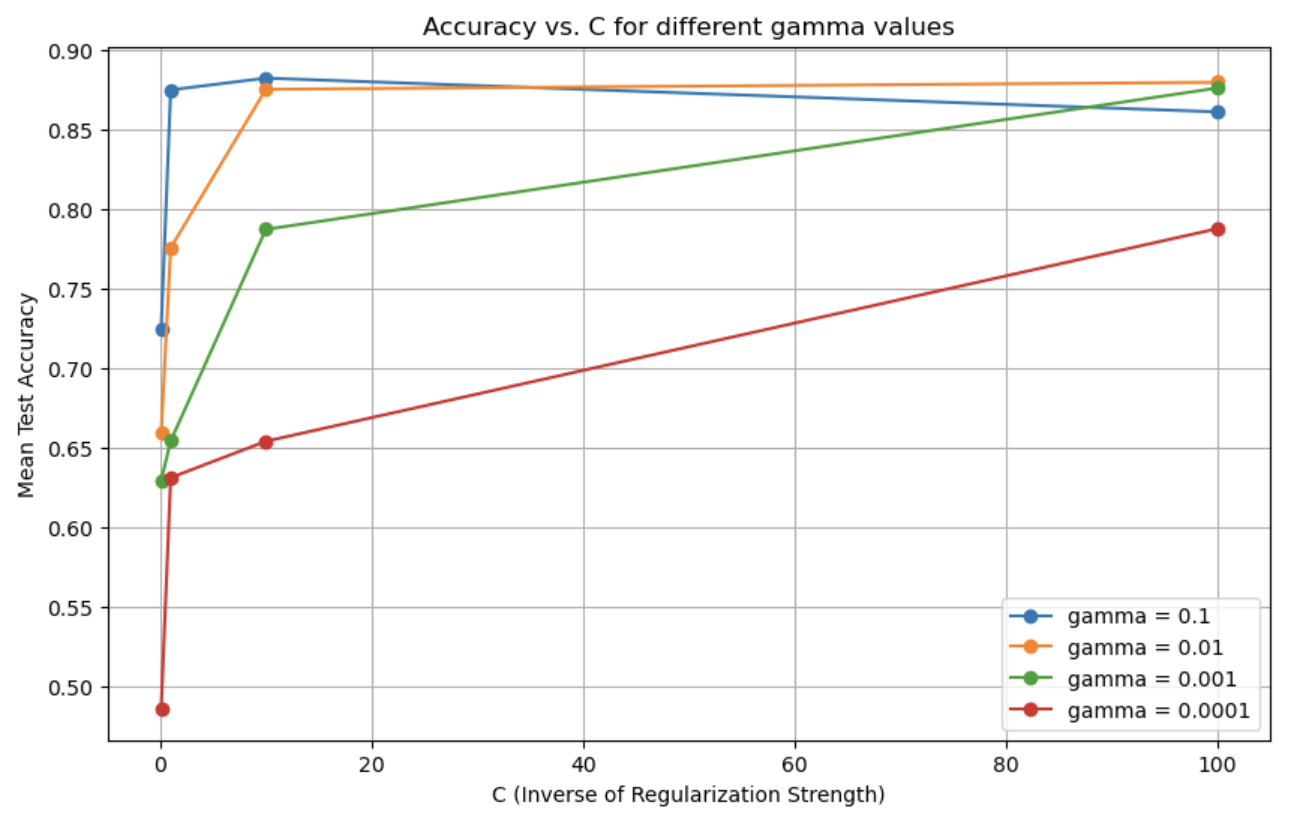 Accuracy vs. C for different gamma values
Mean Test Accuracy
0.90
0.85
0.80
0.75
0.70
0.65
0.60
0.55
0.50
gamma = 0.1
gamma = 0.01
gamma = 0.001
gamma = 0.0001
0 20 40 60 80 100
C (Inverse of Regularization Strength)